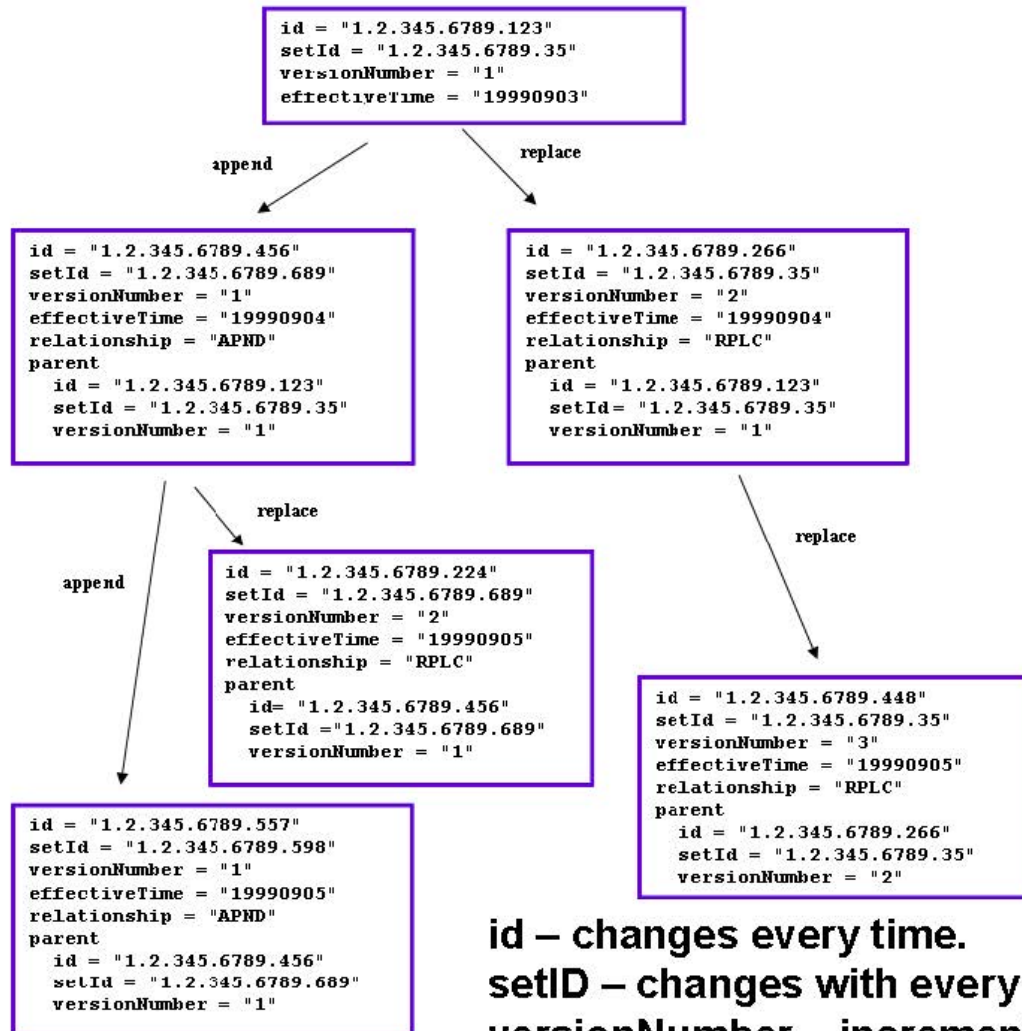 id = "1.2.345.6789.123"
setId = "1.2.345.6789.35"
versionNumber = "1"
effectiveTime = "19990903"
append
replace
id = "1.2.345.6789.456"
setId = "1.2.345.6789.689"
versionNumber = "1"
effectiveTime = "19990904"
relationship = "APND"
parent
id = "1.2.345.6789.123"
setId = "1.2.345.6789.35"
versionNumber = "1"
id = "1.2.345.6789.266"
setId = "1.2.345.6789.35"
versionNumber = "2"
effectiveTime = "19990904"
relationship = "RPLC"
parent
id = "1.2.345.6789.123"
setId= "1.2.345.6789.35"
versionNumber = "1"
append
replace
replace
id = "1.2.345.6789.224"
setId = "1.2.345.6789.689"
versionNumber = "2"
effectiveTime = "19990905"
relationship = "RPLC"
parent
id= "1.2.345.6789.456"
setId ="1.2.345.6789.689"
versionNumber = "1"
id = "1.2.345.6789.448"
setId = "1.2.345.6789.35"
versionNumber = "3"
effectiveTime = "19990905"
relationship = "RPLC"
parent
id = "1.2.345.6789.266"
setId = "1.2.345.6789.35"
versionNumber = "2"
id = "1.2.345.6789.557"
setId = "1.2.345.6789.598"
versionNumber = "1"
effectiveTime = "19990905"
relationship = "APND"
parent
id = "1.2.345.6789.456"
setId = "1.2.345.6789.689"
versionNumber = "1"
id – changes every time.
setID – changes with every
versionNumber –